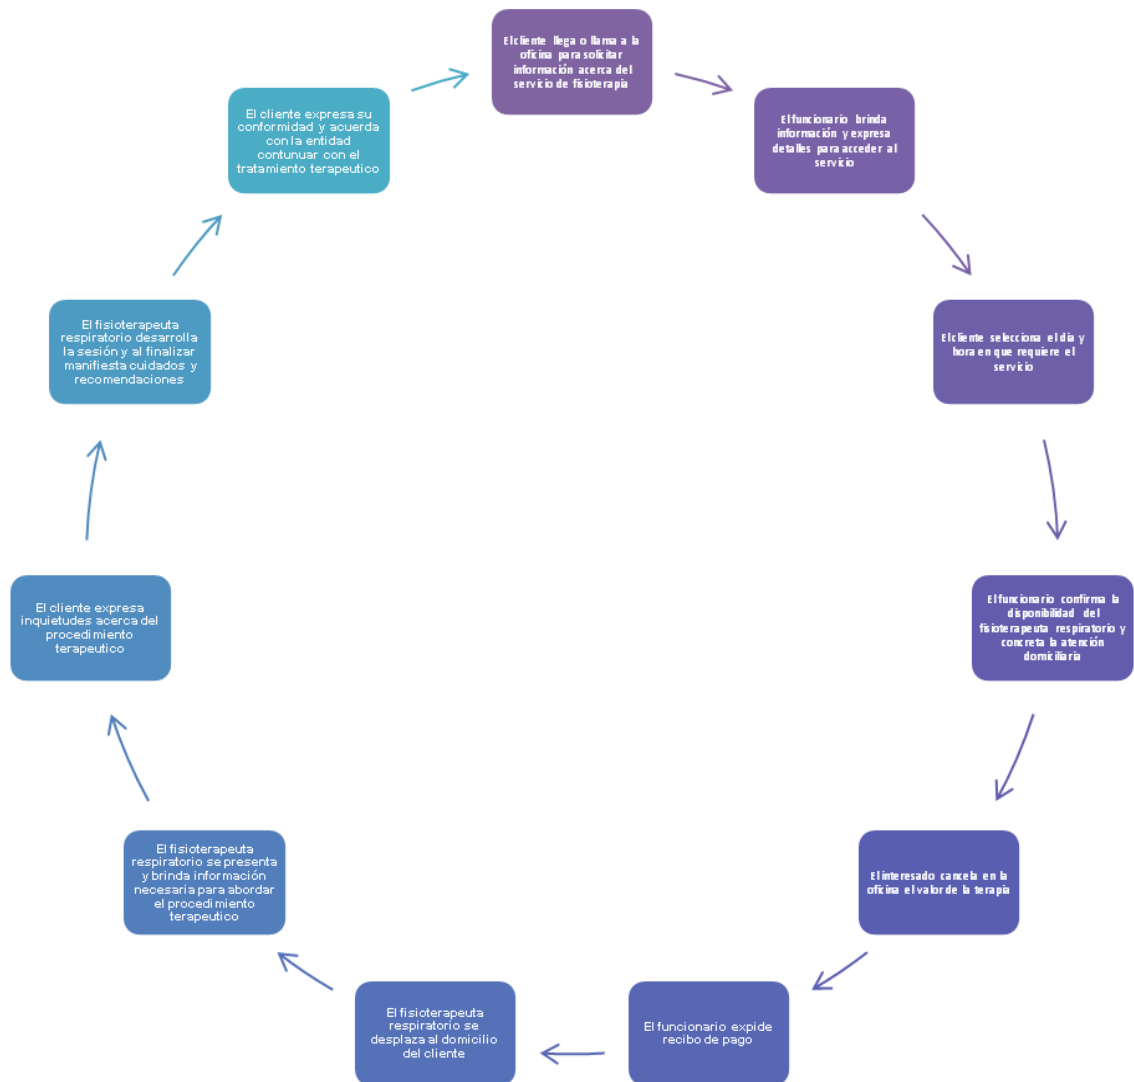 El cliente llega o llama a la
oficina para solicitar
información acerca del
servicio de fisioterapia
El funcionario brinda
información y expresa
detalles para acceder al
servicio
El cliente selecciona el día y
hora en que requiere el
servicio
El funcionario confirma la
disponibilidad del
fisioterapeuta respiratorio y
concreta la atención
domiciliaria
El interesado cancela en la
oficina el valor de la terapia
El funcionario expide
recibo de pago
El fisioterapeuta
respiratorio se
desplaza al domicilio
del cliente
El fisioterapeuta
respiratorio se presenta
y brinda información
necesaria para abordar
el procedimiento
terapeutico
El cliente expresa
inquietudes acerca del
procedimiento
terapeutico
El fisioterapeuta
respiratorio desarrolla
la sesión y al finalizar
manifiesta cuidados y
recomendaciones
El cliente expresa su
conformidad y acuerda
con la entidad
contunuar con el
tratamiento terapeutico